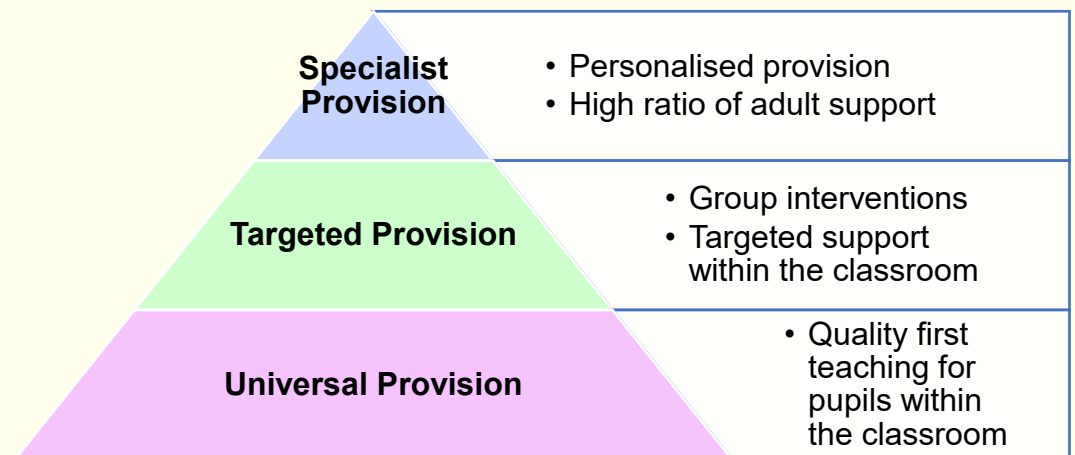 Specialist
Provision
• Personalised provision
• High ratio of adult support
Targeted Provision
• Group interventions
• Targeted support
within the classroom
Universal Provision
• Quality first
teaching for
pupils within
the classroom